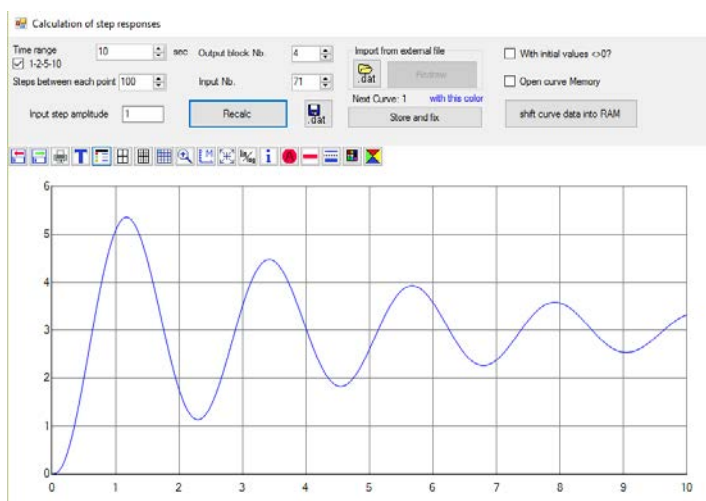 Calculation of step responses
Time range 10 sec Output block Nb. 4 Import from external file With initial values <>0?
1-2-5-10
.dat Redraw
Steps between each point 100 Input Nb. 71 Open curve Memory
Next Curve: 1 with this color
Input step amplitude 1 Recalc .dat Store and fix shift curve data into RAM
T M lin/log i A
6
5
4
3
2
1
0
0 1 2 3 4 5 6 7 8 9 10